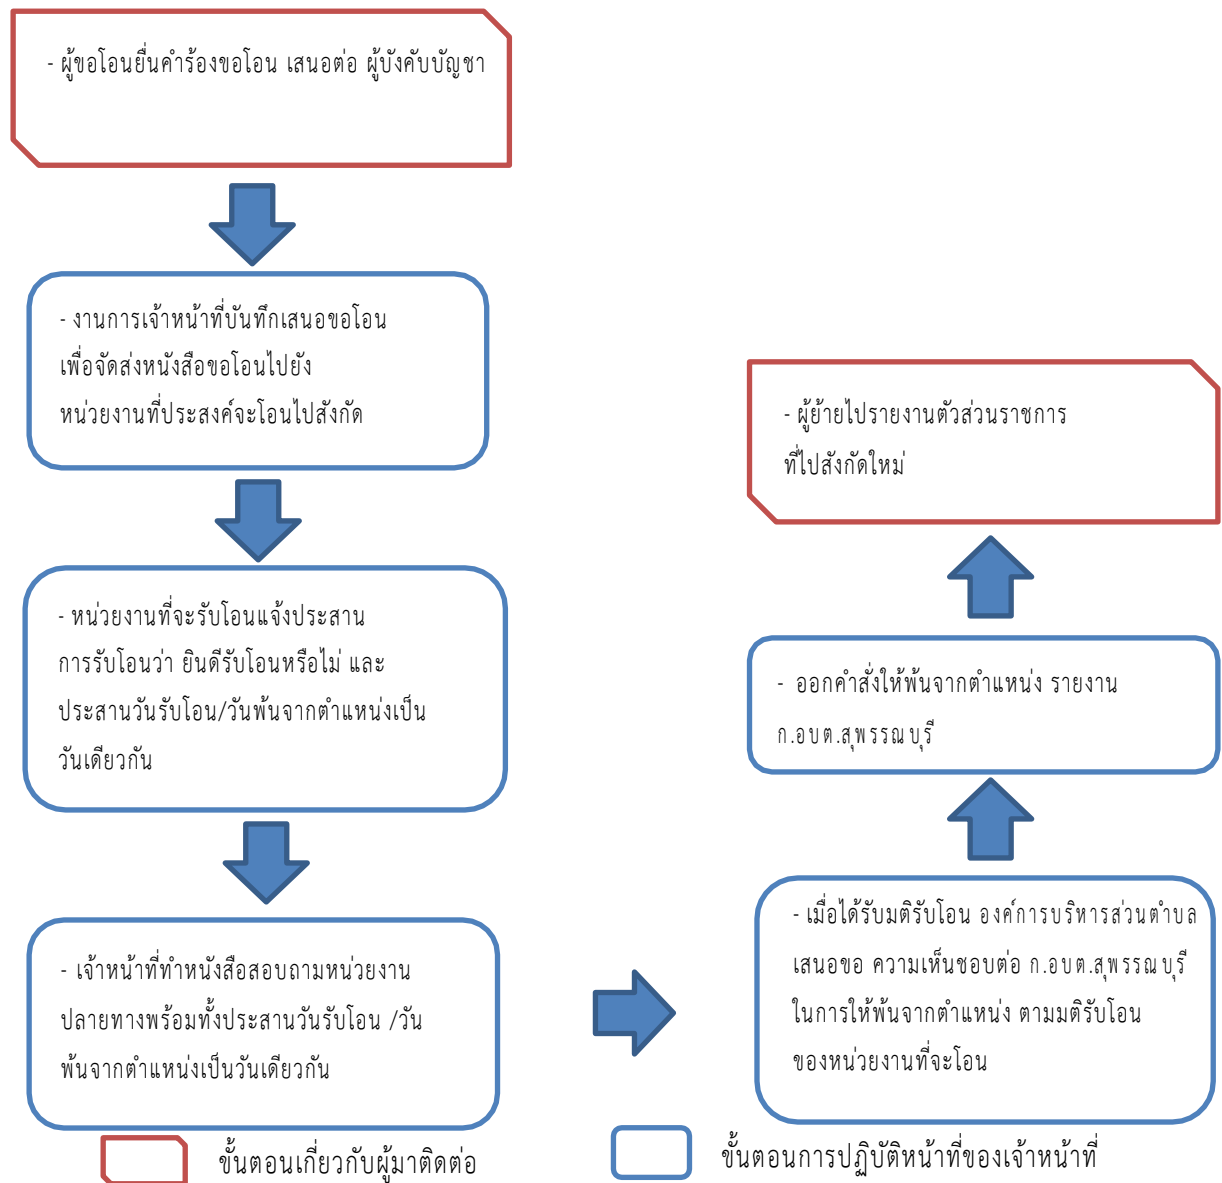 - ผู้ขอโอนยื่นคำร้องขอโอน เสนอต่อ ผู้บังคับบัญชา
- งานการเจ้าหน้าที่บันทึกเสนอขอโอน
เพื่อจัดส่งหนังสือขอโอนไปยัง
หน่วยงานที่ประสงค์จะโอนไปสังกัด
- หน่วยงานที่จะรับโอนแจ้งประสาน
การรับโอนว่า ยินดีรับโอนหรือไม่ และ
ประสานวันรับโอน/วันพ้นจากตำแหน่งเป็น
วันเดียวกัน
- เจ้าหน้าที่ทำหนังสือสอบถามหน่วยงาน
ปลายทางพร้อมทั้งประสานวันรับโอน /วัน
พ้นจากตำแหน่งเป็นวันเดียวกัน
- เมื่อได้รับมติรับโอน องค์การบริหารส่วนตำบล
เสนอขอ ความเห็นชอบต่อ ก.อบต.สุพรรณบุรี
ในการให้พ้นจากตำแหน่ง ตามมติรับโอน
ของหน่วยงานที่จะโอน
- ออกคำสั่งให้พ้นจากตำแหน่ง รายงาน
ก.อบต.สุพรรณบุรี
- ผู้ย้ายไปรายงานตัวส่วนราชการ
ที่ไปสังกัดใหม่
ขั้นตอนเกี่ยวกับผู้มาติดต่อ
ขั้นตอนการปฏิบัติหน้าที่ของเจ้าหน้าที่